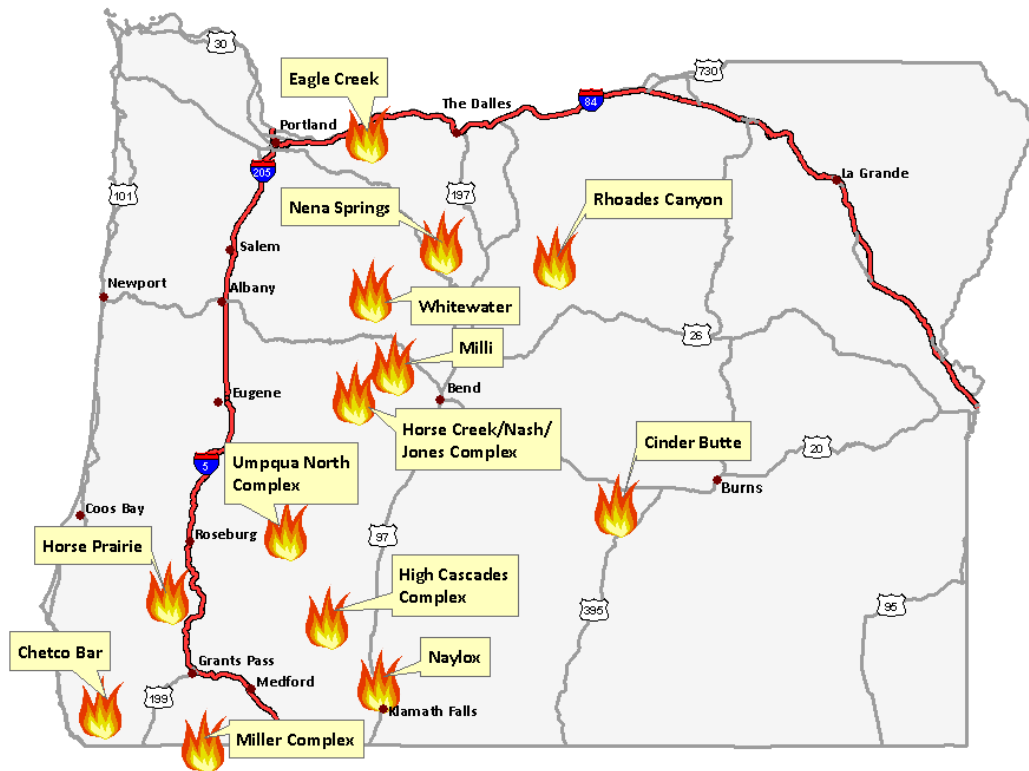 30
730
Eagle Creek
The Dalles
84
Portland
205
La Grande
101
197
Rhoades Canyon
Nena Springs
Salem
Newport
Albany
Whitewater
26
Milli
Bend
Eugene
Horse Creek/Nash/
Jones Complex
Cinder Butte
20
5
Umpqua North
Complex
Burns
Coos Bay
Roseburg
97
Horse Prairie
High Cascades
Complex
395
95
Chetco Bar
Grants Pass
Naylox
Medford
199
Klamath Falls
Miller Complex